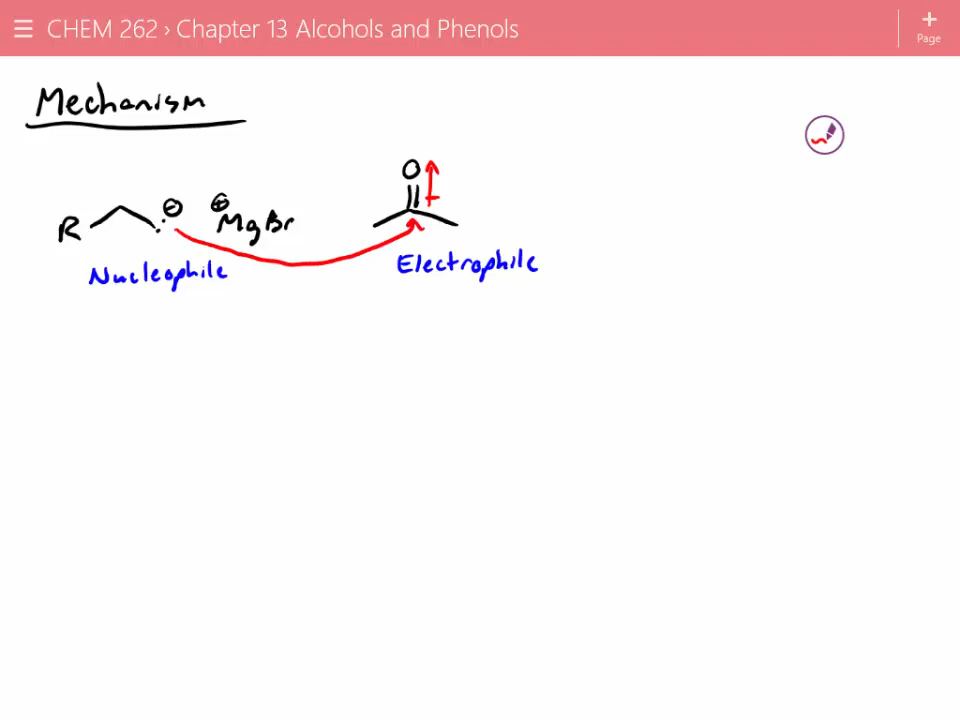 CHEM 262 › Chapter 13 Alcohols and Phenols
+
Page
Mechanism
O
R ⊖ ⊕ MgBr
Nucleophile Electrophile